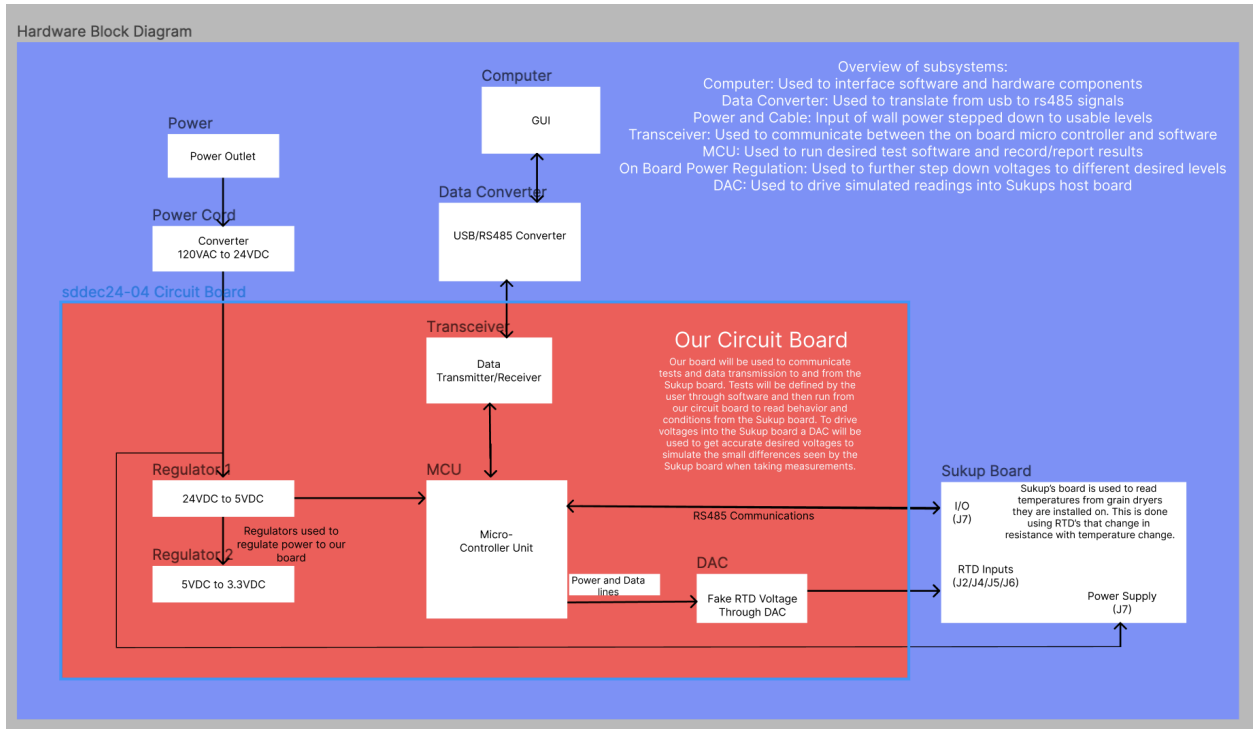 Hardware Block Diagram
Overview of subsystems:
Computer: Used to interface software and hardware components
Data Converter: Used to translate from usb to rs485 signals
Power and Cable: Input of wall power stepped down to usable levels
Transceiver: Used to communicate between the on board micro controller and software
MCU: Used to run desired test software and record/report results
On Board Power Regulation: Used to further step down voltages to different desired levels
DAC: Used to drive simulated readings into Sukups host board
Computer
GUI
Power
Power Outlet
Data Converter
USB/RS485 Converter
Power Cord
Converter
120VAC to 24VDC
sddec24-04 Circuit Board
Transceiver
Data
Transmitter/Receiver
Our Circuit Board
Our board will be used to communicate
tests and data transmission to and from the
Sukup board. Tests will be defined by the
user through software and then run from
our circuit board to read behavior and
conditions from the Sukup board. To drive
voltages into the Sukup board a DAC will be
used to get accurate desired voltages to
simulate the small differences seen by the
Sukup board when taking measurements.
Regulator 1
24VDC to 5VDC
Regulators used to
regulate power to our
board
Regulator 2
5VDC to 3.3VDC
MCU
Micro-
Controller Unit
RS485 Communications
Power and Data
lines
DAC
Fake RTD Voltage
Through DAC
Sukup Board
Sukup's board is used to read
temperatures from grain dryers
they are installed on. This is done
using RTD's that change in
resistance with temperature change.
I/O
(J7)
RTD Inputs
(J2/J4/J5/J6)
Power Supply
(J7)